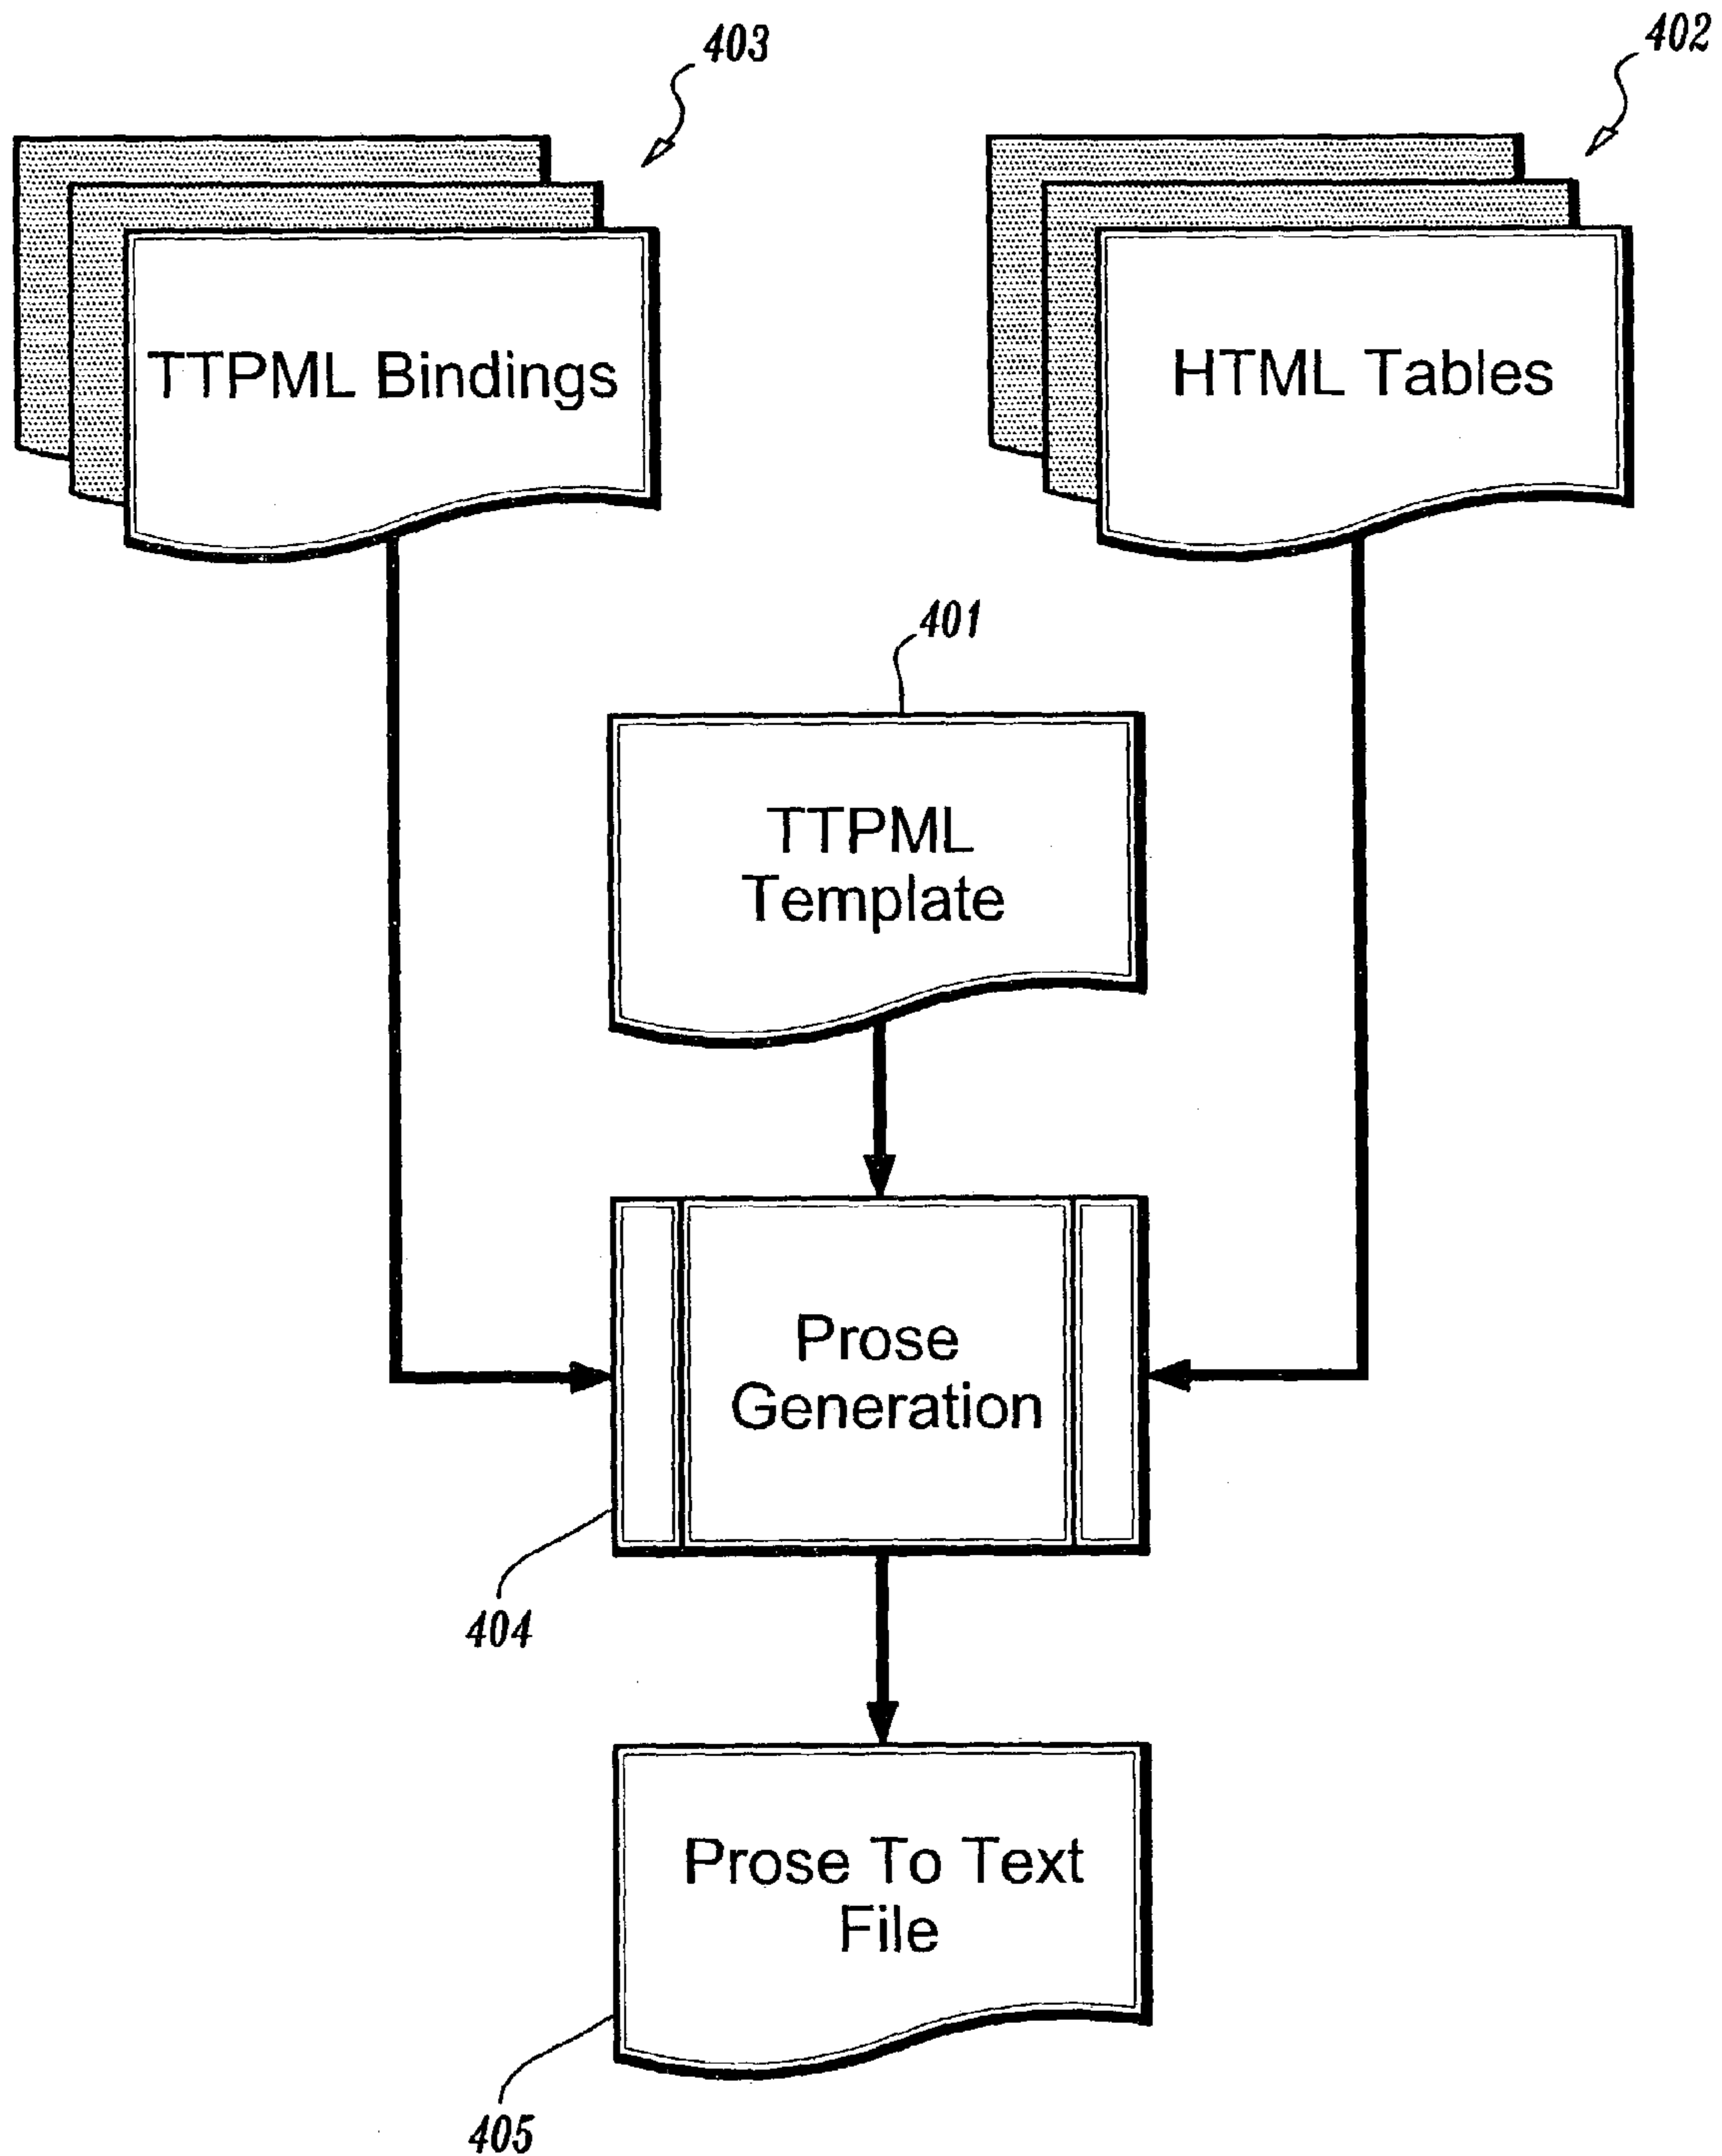 403
402
TTPML Bindings
HTML Tables
401
TTPML
Template
Prose
Generation
404
Prose To Text
File
405